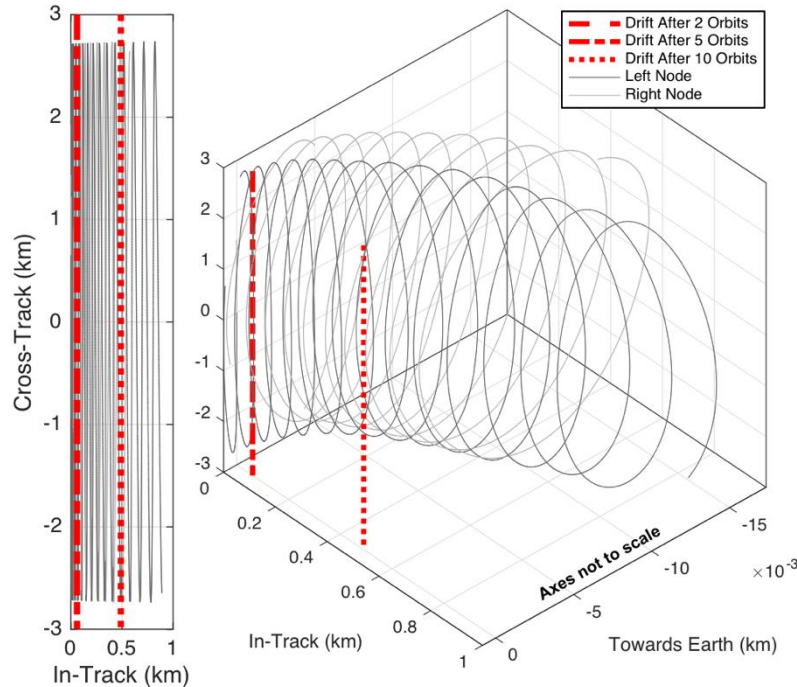 Drift After 2 Orbits
Drift After 5 Orbits
Drift After 10 Orbits
Left Node
Right Node
Cross-Track (km)
3
2
1
0
-1
-2
-3
0
0.5
1
In-Track (km)
3
2
1
0
-1
-2
-3
0
0.2
0.4
0.6
0.8
1
In-Track (km)
Axes not to scale
0
-5
-10
-15
×10-3
Towards Earth (km)